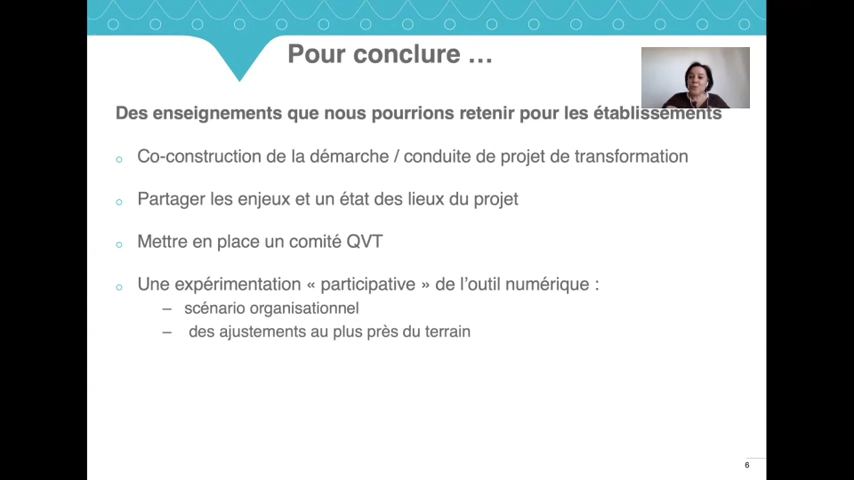 Pour conclure …
Des enseignements que nous pourrions retenir pour les établissements
Co-construction de la démarche / conduite de projet de transformation
Partager les enjeux et un état des lieux du projet
Mettre en place un comité QVT
Une expérimentation « participative » de l'outil numérique :
– scénario organisationnel
– des ajustements au plus près du terrain
6